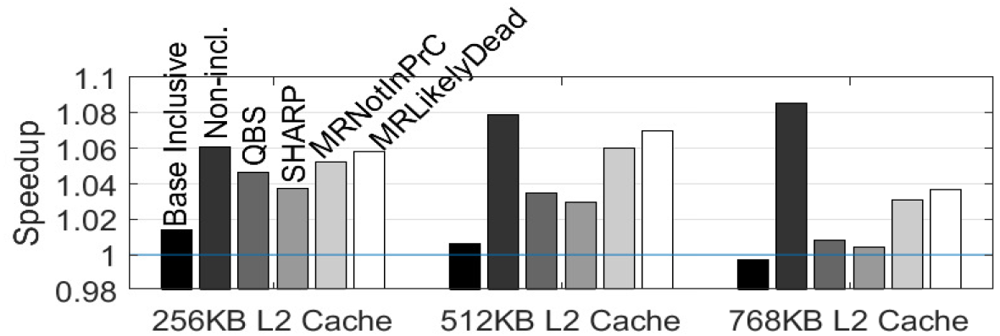 Speedup
1.1
1.08
1.06
1.04
1.02
1
0.98
Base Inclusive
Non-incl.
QBS
SHARP
MRNotInPrC
MRLikelyDead
256KB L2 Cache
512KB L2 Cache
768KB L2 Cache